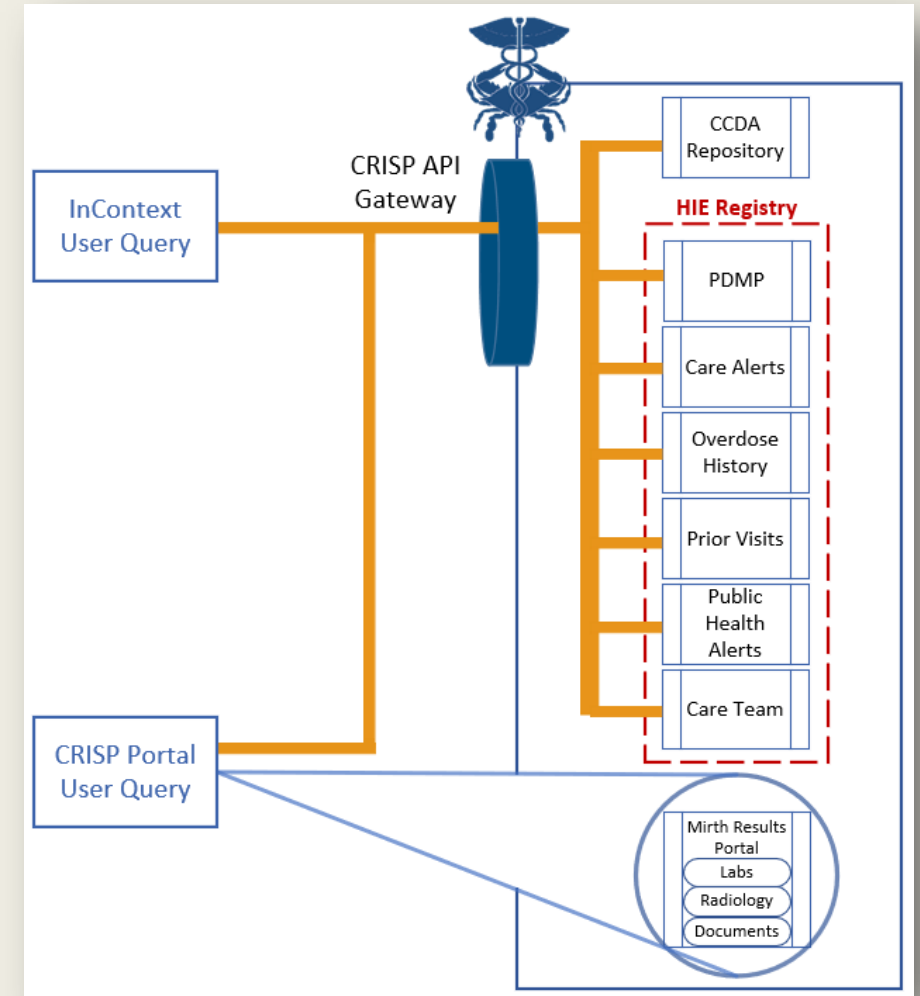 CRISP API
Gateway
InContext
User Query
CCDA
Repository
HIE Registry
PDMP
Care Alerts
Overdose
History
Prior Visits
Public
Health
Alerts
Care Team
CRISP Portal
User Query
Mirth Results
Portal
Labs
Radiology
Documents